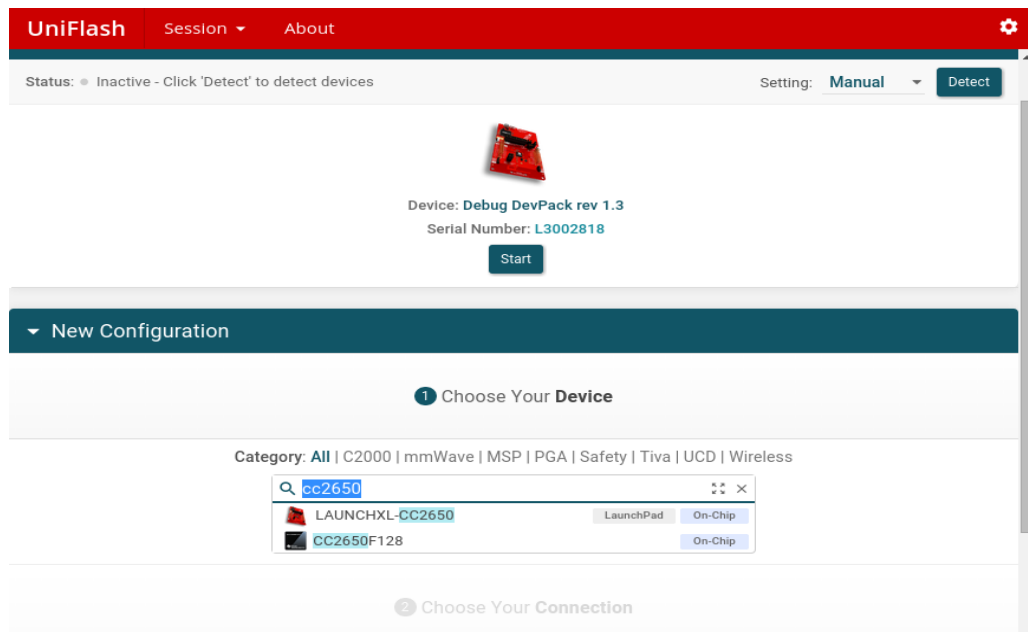 UniFlash Session About
Status: Inactive - Click 'Detect' to detect devices Setting: Manual Detect
Device: Debug DevPack rev 1.3
Serial Number: L3002818
Start
New Configuration
1 Choose Your Device
Category: All | C2000 | mmWave | MSP | PGA | Safety | Tiva | UCD | Wireless
cc2650
LAUNCHXL-CC2650 LaunchPad On-Chip
CC2650F128 On-Chip
2 Choose Your Connection